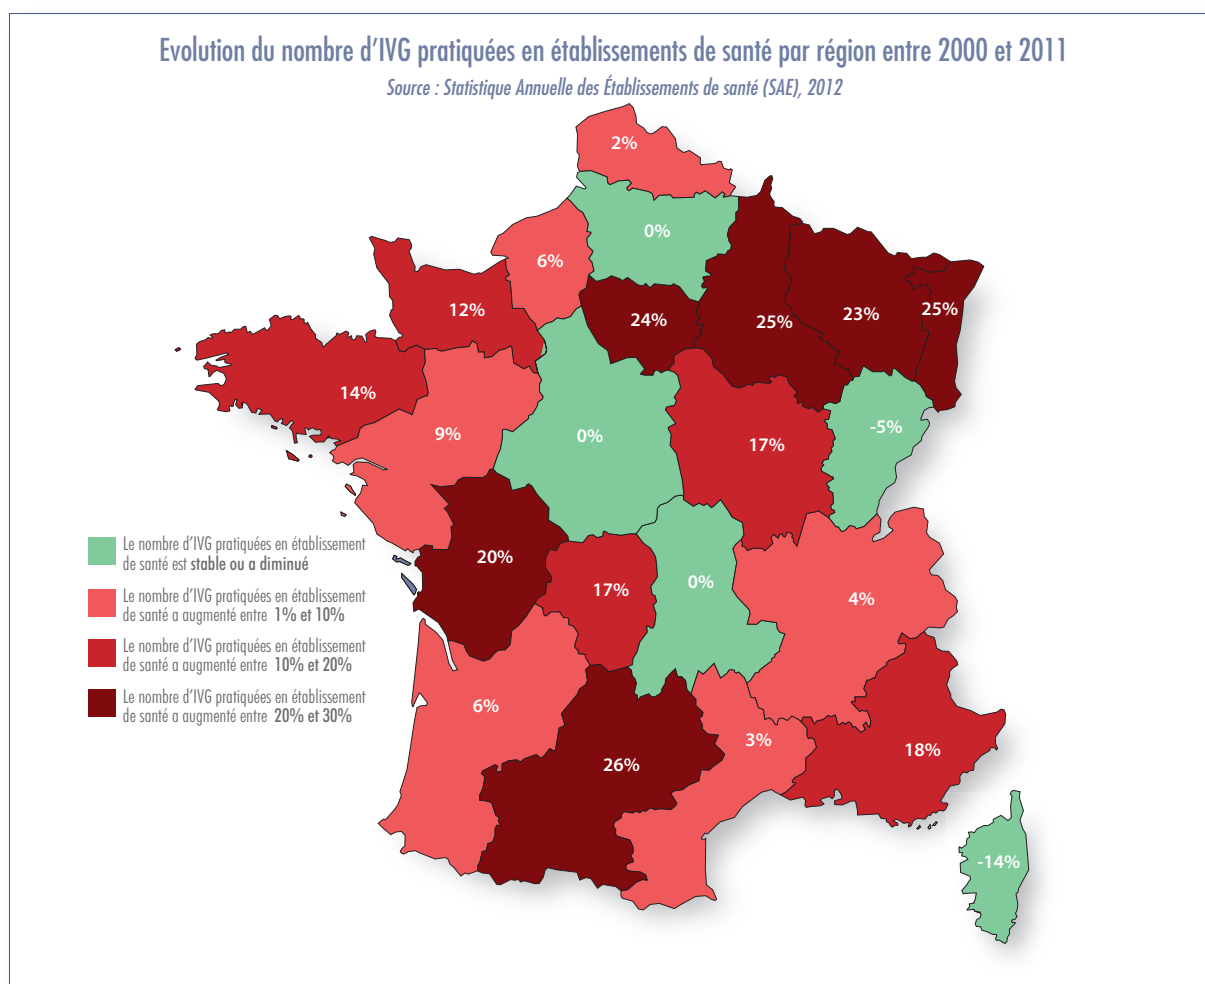 Evolution du nombre d’IVG pratiquées en établissements de santé par région entre 2000 et 2011
Source : Statistique Annuelle des Établissements de santé (SAE), 2012
2%
0%
6%
12%
24%
25%
23%
25%
14%
9%
0%
17%
-5%
20%
17%
0%
4%
6%
26%
3%
18%
-14%
Le nombre d’IVG pratiquées en établissement
de santé est stable ou a diminué
Le nombre d’IVG pratiquées en établissement
de santé a augmenté entre 1% et 10%
Le nombre d’IVG pratiquées en établissement
de santé a augmenté entre 10% et 20%
Le nombre d’IVG pratiquées en établissement
de santé a augmenté entre 20% et 30%